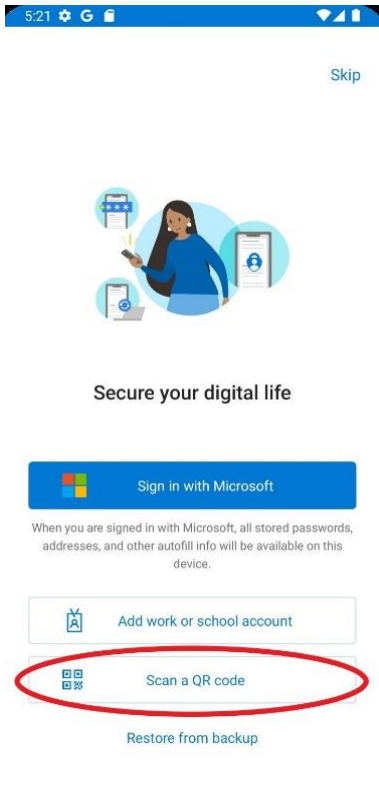 5:21 G
Skip
Secure your digital life
Sign in with Microsoft
When you are signed in with Microsoft, all stored passwords,
addresses, and other autofill info will be available on this
device.
Add work or school account
Scan a QR code
Restore from backup